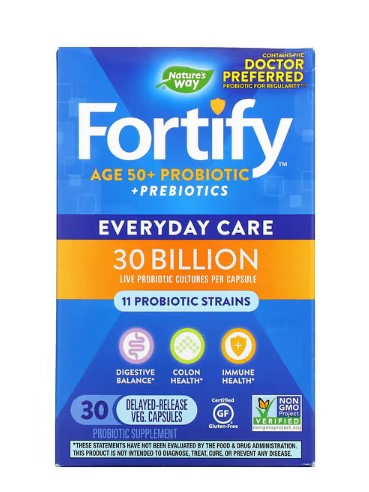 Nature's Way
CONTAINS THE
DOCTOR
PREFERRED
PROBIOTIC FOR REGULARITY**
Fortify™
AGE 50+ PROBIOTIC
+PREBIOTICS
EVERYDAY CARE
30 BILLION
LIVE PROBIOTIC CULTURES PER CAPSULE
11 PROBIOTIC STRAINS
DIGESTIVE BALANCE*
COLON HEALTH*
IMMUNE HEALTH*
30 DELAYED-RELEASE VEG. CAPSULES
PROBIOTIC SUPPLEMENT
Certified
GF
Gluten-Free
NON
GMO
Project
VERIFIED
nongmoproject.org
*THESE STATEMENTS HAVE NOT BEEN EVALUATED BY THE FOOD & DRUG ADMINISTRATION.
THIS PRODUCT IS NOT INTENDED TO DIAGNOSE, TREAT, CURE, OR PREVENT ANY DISEASE.